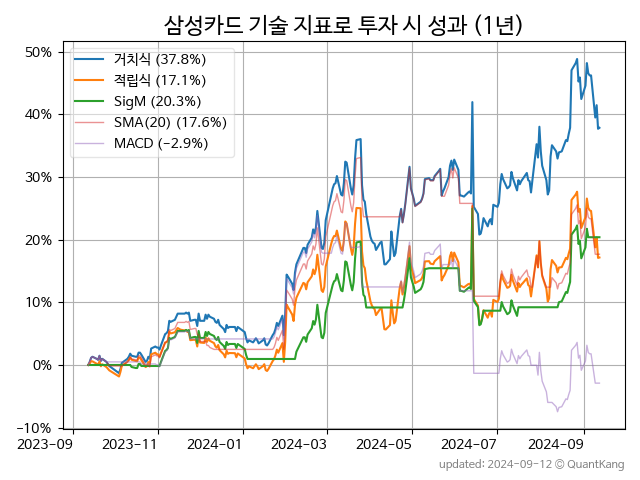 삼성카드 기술 지표로 투자 시 성과 (1년)
50%
40%
30%
20%
10%
0%
−10%
거치식 (37.8%)
적립식 (17.1%)
SigM (20.3%)
SMA(20) (17.6%)
MACD (−2.9%)
2023-09
2023-11
2024-01
2024-03
2024-05
2024-07
2024-09
updated: 2024-09-12 © QuantKang